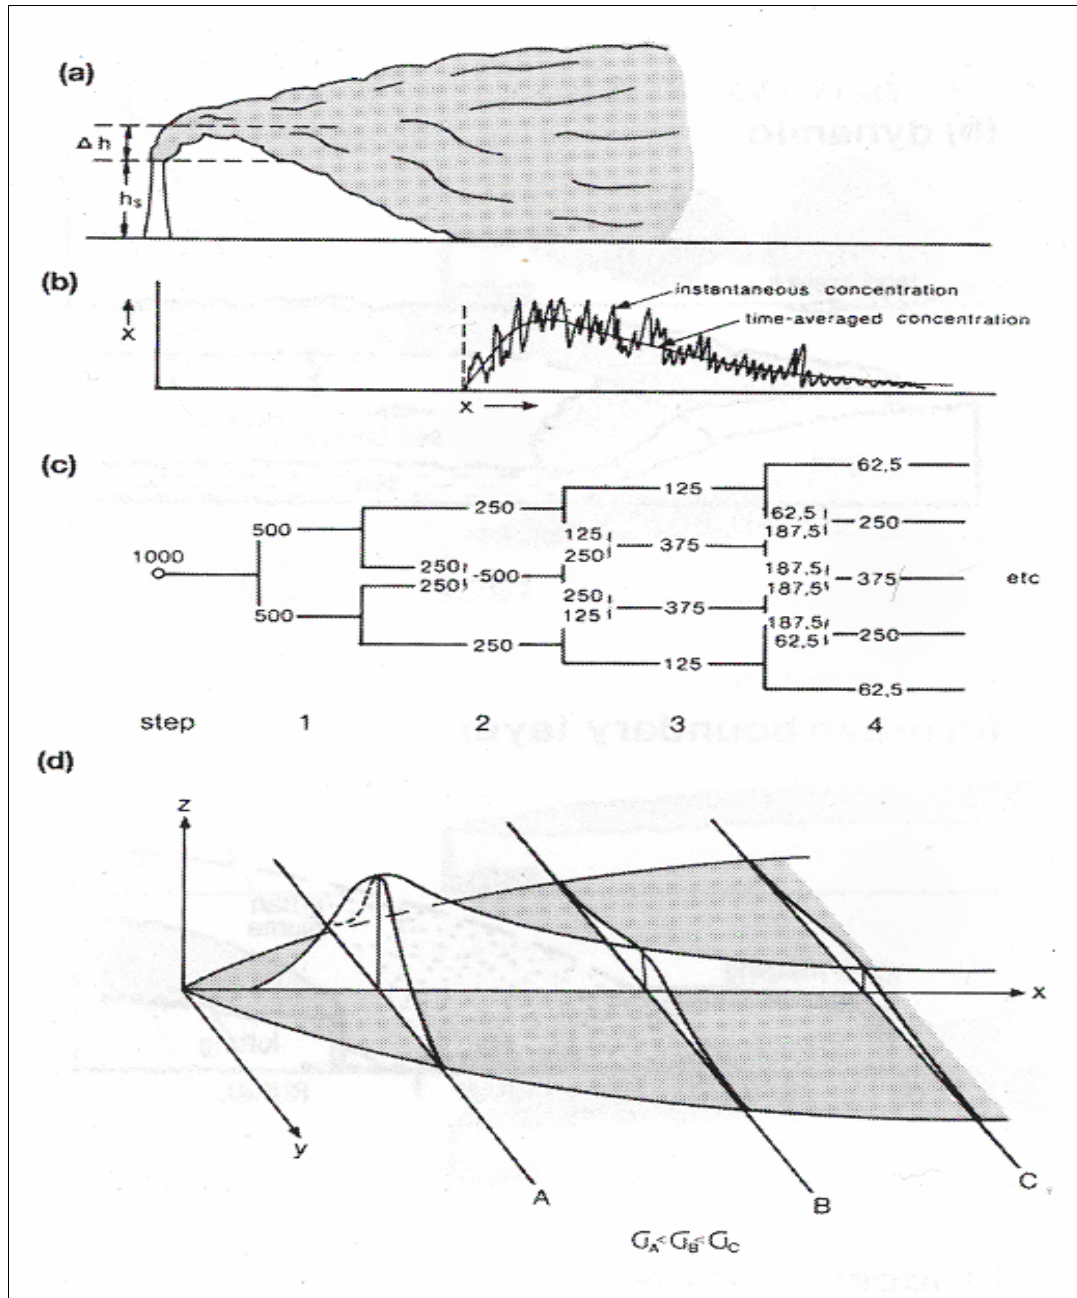 (a)
Δh
hs
(b)
x
instantaneous concentration
time-averaged concentration
x
(c)
62,5
125
250 62,5 250
500 125 187,5
1000 250 375
250 187,5
-500 375 etc
250 187,5
250
500 125 375 187,5
250 62,5 250
125
62,5
step 1 2 3 4
(d)
z
x
y
A
B
C
σA<σB<σC